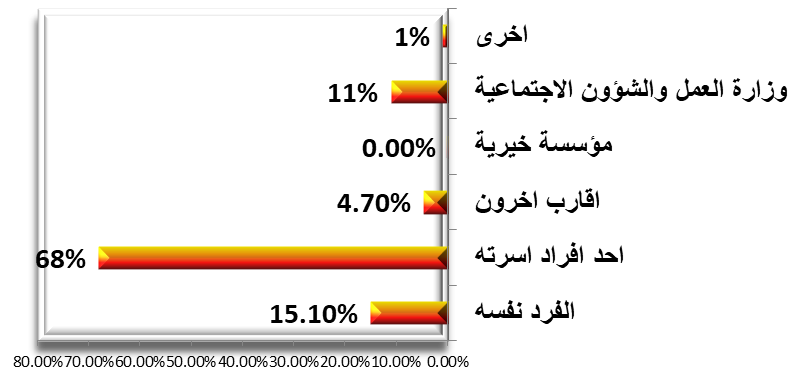 اخرى 1%
وزارة العمل والشؤون الاجتماعية 11%
مؤسسة خيرية 0.00%
اقارب اخرون 4.70%
احد افراد اسرته 68%
الفرد نفسه 15.10%
80.00% 70.00% 60.00% 50.00% 40.00% 30.00% 20.00% 10.00% 0.00%